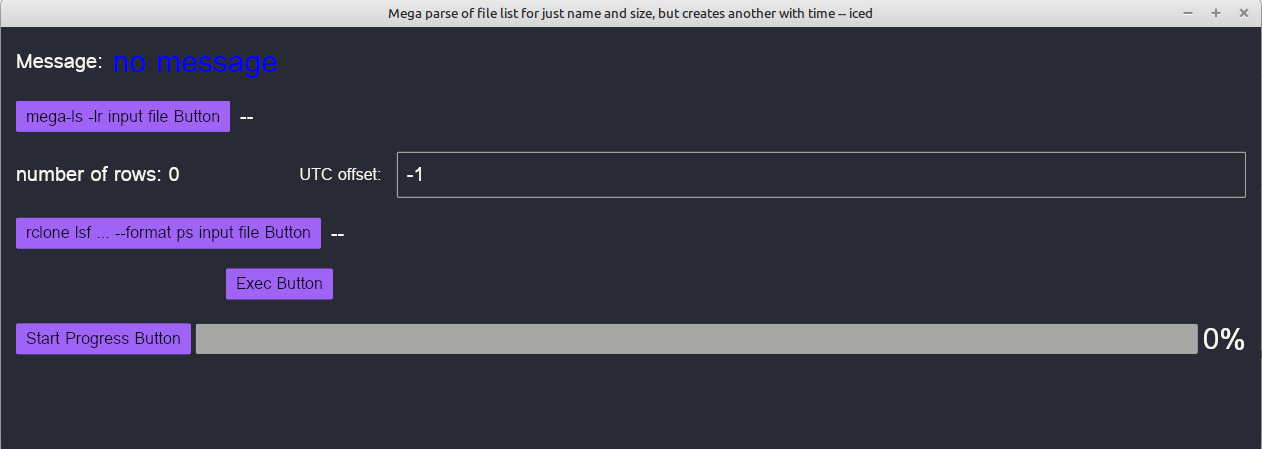 Mega parse of file list for just name and size, but creates another with time -- iced
Message: no message
mega-ls -lr input file Button --
number of rows: 0 UTC offset: -1
rclone lsf ... --format ps input file Button --
Exec Button
Start Progress Button 0%